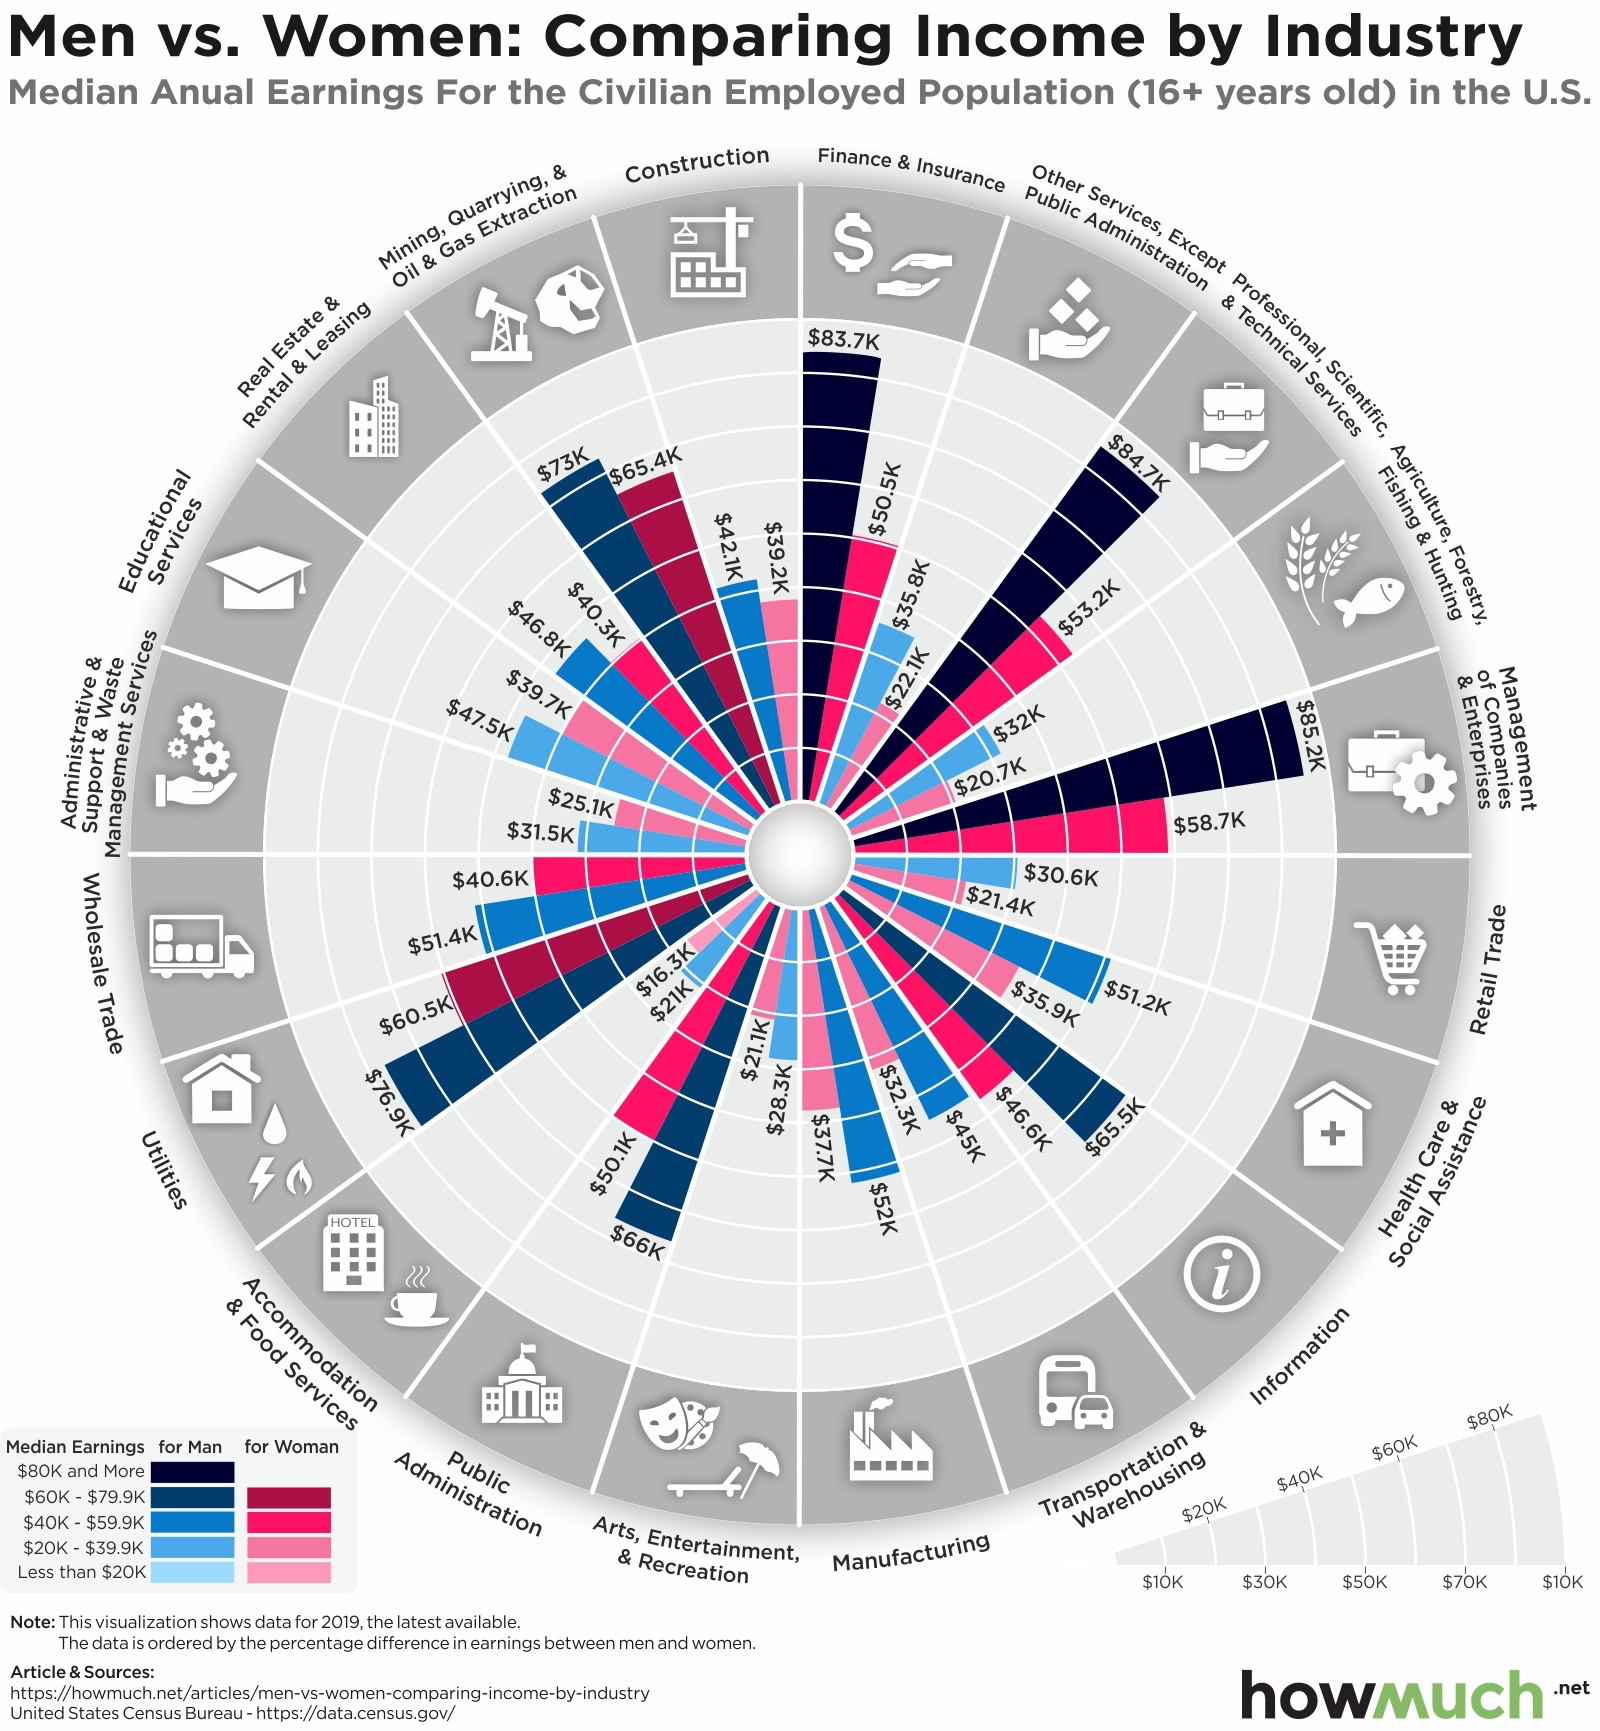 Men vs. Women: Comparing Income by Industry
Median Anual Earnings For the Civilian Employed Population (16+ years old) in the U.S.
Construction
Finance & Insurance
Other Services, Except
Public Administration
Professional, Scientific,
& Technical Services
Agriculture, Forestry,
Fishing & Hunting
Management
of Companies
& Enterprises
Retail Trade
Health Care &
Social Assistance
Information
Transportation &
Warehousing
Manufacturing
Arts, Entertainment,
& Recreation
Public
Administration
Accommodation
& Food Services
Utilities
Wholesale Trade
Administrative &
Support & Waste
Management Services
Educational
Services
Real Estate &
Rental & Leasing
Mining, Quarrying, &
Oil & Gas Extraction
$
HOTEL
i
$83.7K
$50.5K
$35.8K
$22.1K
$84.7K
$53.2K
$32K
$20.7K
$85.2K
$58.7K
$30.6K
$21.4K
$51.2K
$35.9K
$65.5K
$46.6K
$45K
$32.3K
$52K
$37.7K
$28.3K
$21.1K
$66K
$50.1K
$21K
$16.3K
$76.9K
$60.5K
$51.4K
$40.6K
$31.5K
$25.1K
$47.5K
$39.7K
$46.8K
$40.3K
$73K
$65.4K
$42.1K
$39.2K
Median Earnings for Man for Woman
$80K and More
$60K - $79.9K
$40K - $59.9K
$20K - $39.9K
Less than $20K
$20K $40K $60K $80K
$10K $30K $50K $70K $10K
Note: This visualization shows data for 2019, the latest available.
The data is ordered by the percentage difference in earnings between men and women.
Article & Sources:
https://howmuch.net/articles/men-vs-women-comparing-income-by-industry
United States Census Bureau - https://data.census.gov/
howmuch.net